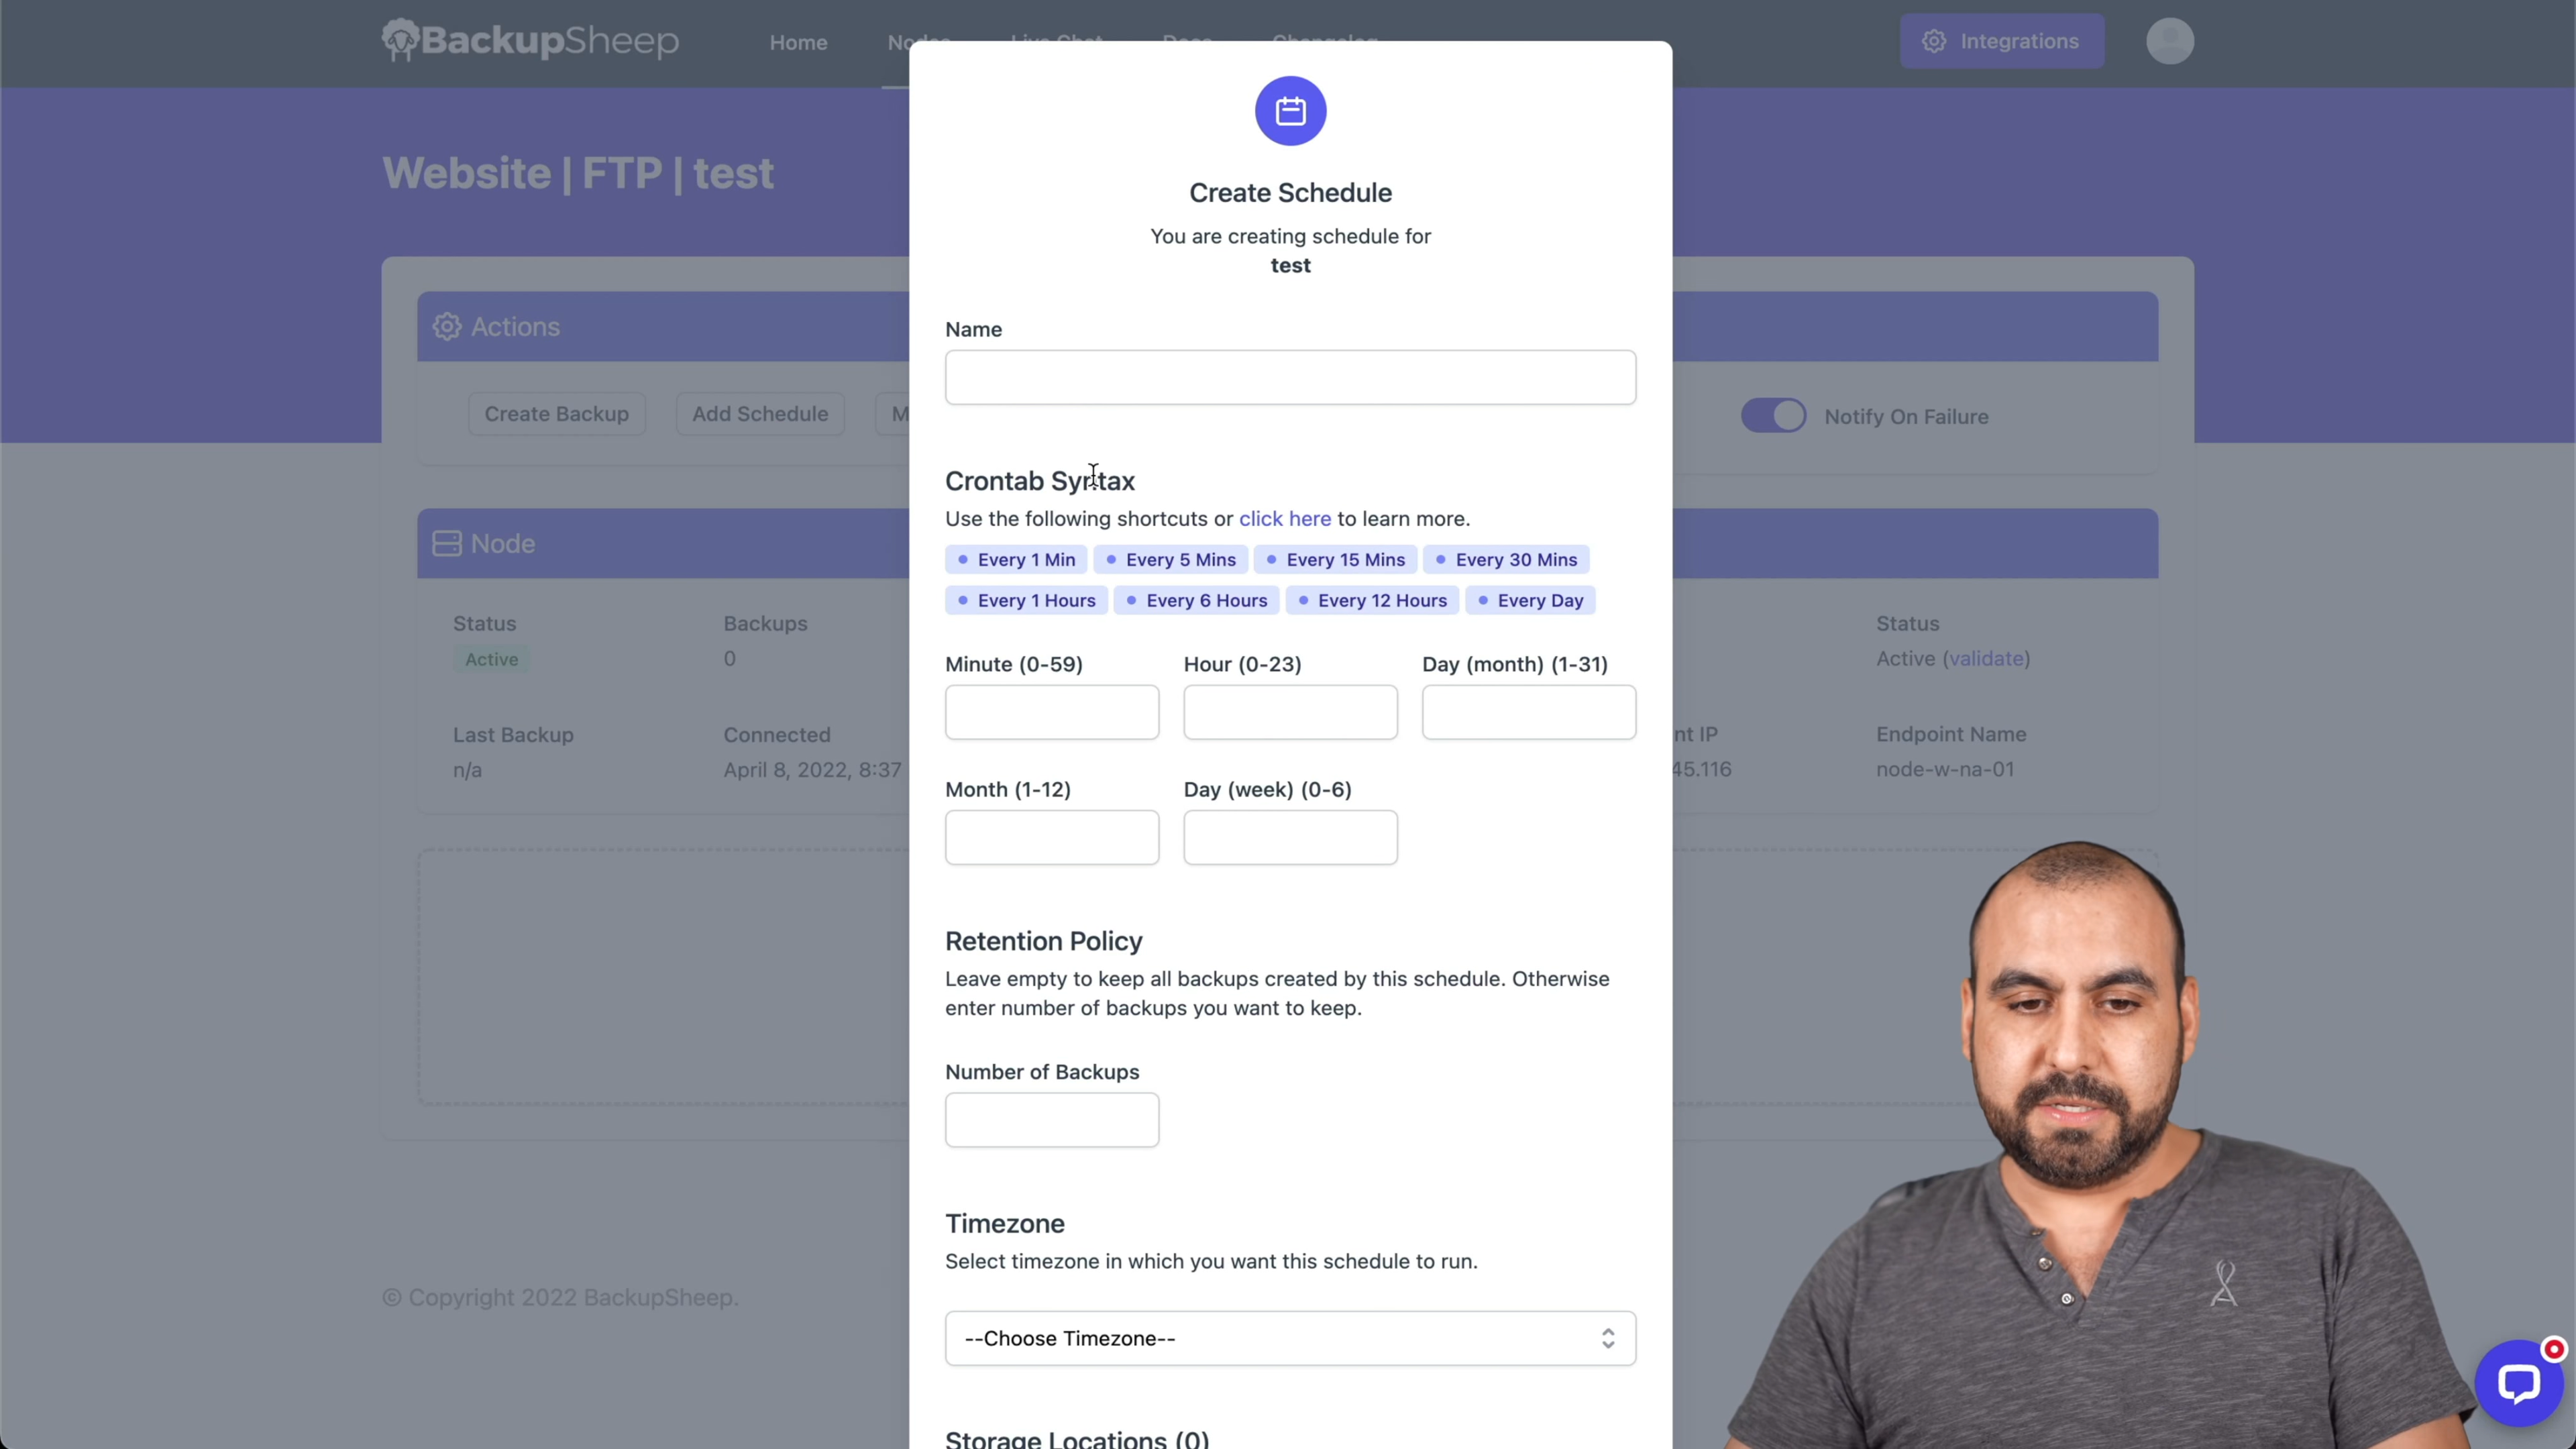 BackupSheep
Home
Integrations
Website | FTP | test
Create Schedule
You are creating schedule for
test
Actions
Name
Create Backup
Add Schedule
M
Notify On Failure
Crontab Syntax
Use the following shortcuts or click here to learn more.
Every 1 Min
Every 5 Mins
Every 15 Mins
Every 30 Mins
Every 1 Hours
Every 6 Hours
Every 12 Hours
Every Day
Node
Status
Active
Backups
0
Status
Active (validate)
Minute (0-59)
Hour (0-23)
Day (month) (1-31)
Last Backup
n/a
Connected
April 8, 2022, 8:37
nt IP
45.116
Endpoint Name
node-w-na-01
Month (1-12)
Day (week) (0-6)
Retention Policy
Leave empty to keep all backups created by this schedule. Otherwise
enter number of backups you want to keep.
Number of Backups
Timezone
Select timezone in which you want this schedule to run.
--Choose Timezone--
Storage Locations (0)
© Copyright 2022 BackupSheep.